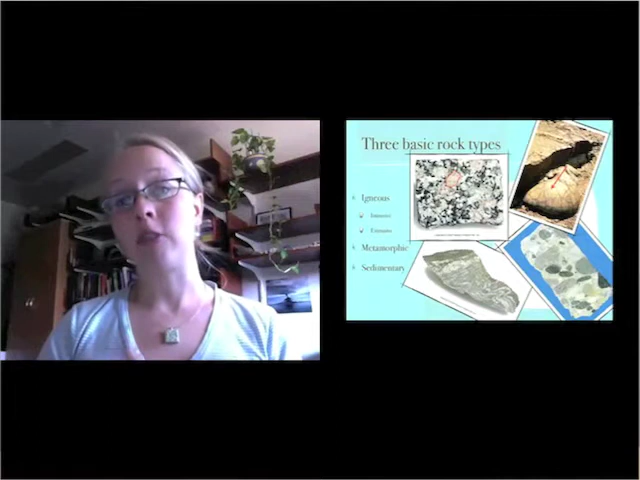 Three basic rock types
Igneous
Intrusive
Extrusive
Metamorphic
Sedimentary